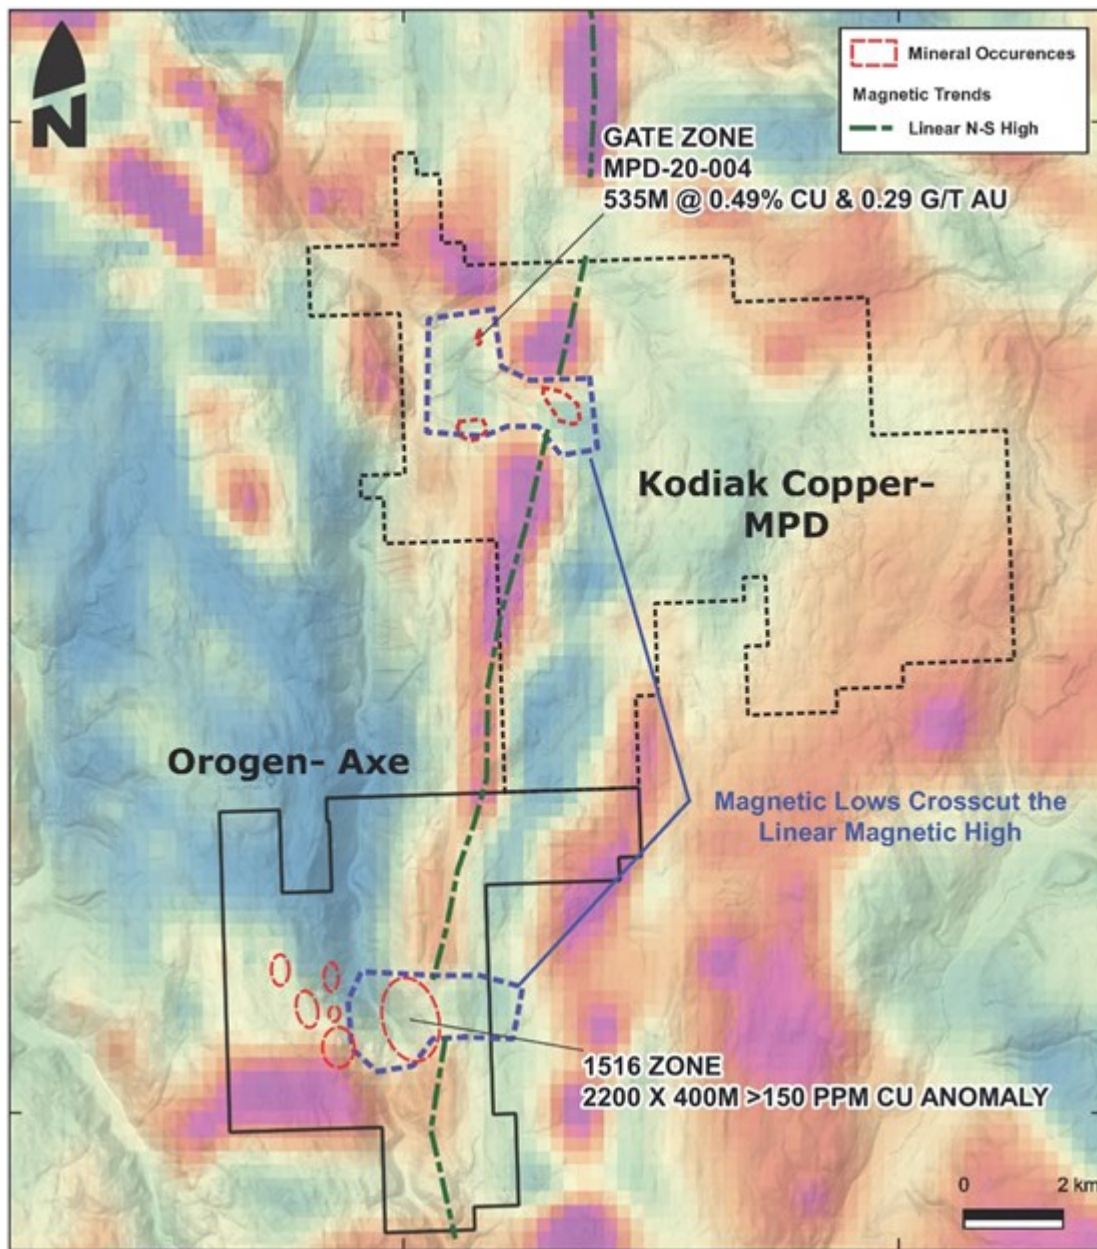 N
Mineral Occurences
Magnetic Trends
Linear N-S High
GATE ZONE
MPD-20-004
535M @ 0.49% CU & 0.29 G/T AU
Kodiak Copper-
MPD
Orogen- Axe
Magnetic Lows Crosscut the
Linear Magnetic High
1516 ZONE
2200 X 400M >150 PPM CU ANOMALY
0 2 km